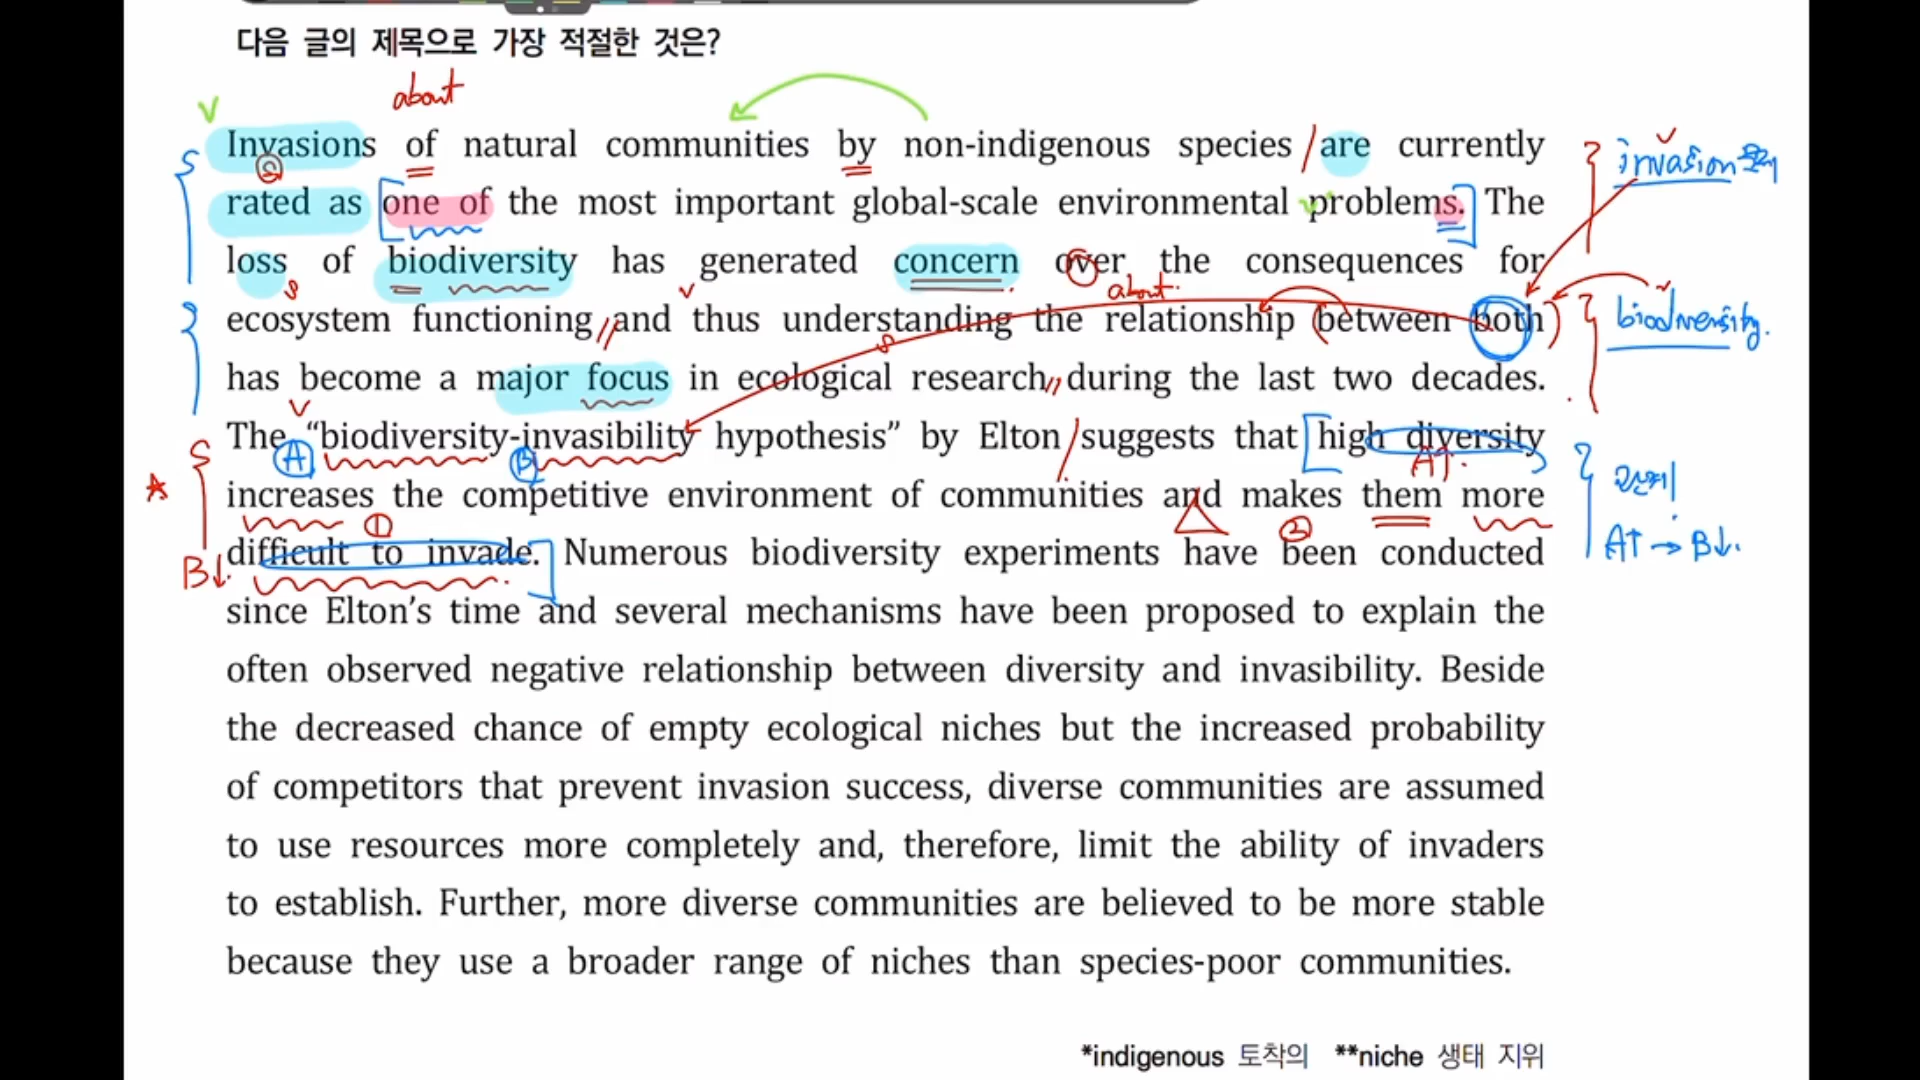 다음 글의 제목으로 가장 적절한 것은?
about
Invasions of natural communities by non-indigenous species are currently
invasion
rated as one of the most important global-scale environmental problems. The
loss of biodiversity has generated concern over the consequences for
about
ecosystem functioning and thus understanding the relationship between both
biodiversity.
has become a major focus in ecological research during the last two decades.
The “biodiversity-invasibility hypothesis” by Elton suggests that high diversity
A B A↑
increases the competitive environment of communities and makes them more
① ②
difficult to invade. Numerous biodiversity experiments have been conducted
B↓ A↑ → B↓
since Elton’s time and several mechanisms have been proposed to explain the
often observed negative relationship between diversity and invasibility. Beside
the decreased chance of empty ecological niches but the increased probability
of competitors that prevent invasion success, diverse communities are assumed
to use resources more completely and, therefore, limit the ability of invaders
to establish. Further, more diverse communities are believed to be more stable
because they use a broader range of niches than species-poor communities.
*indigenous 토착의 **niche 생태 지위